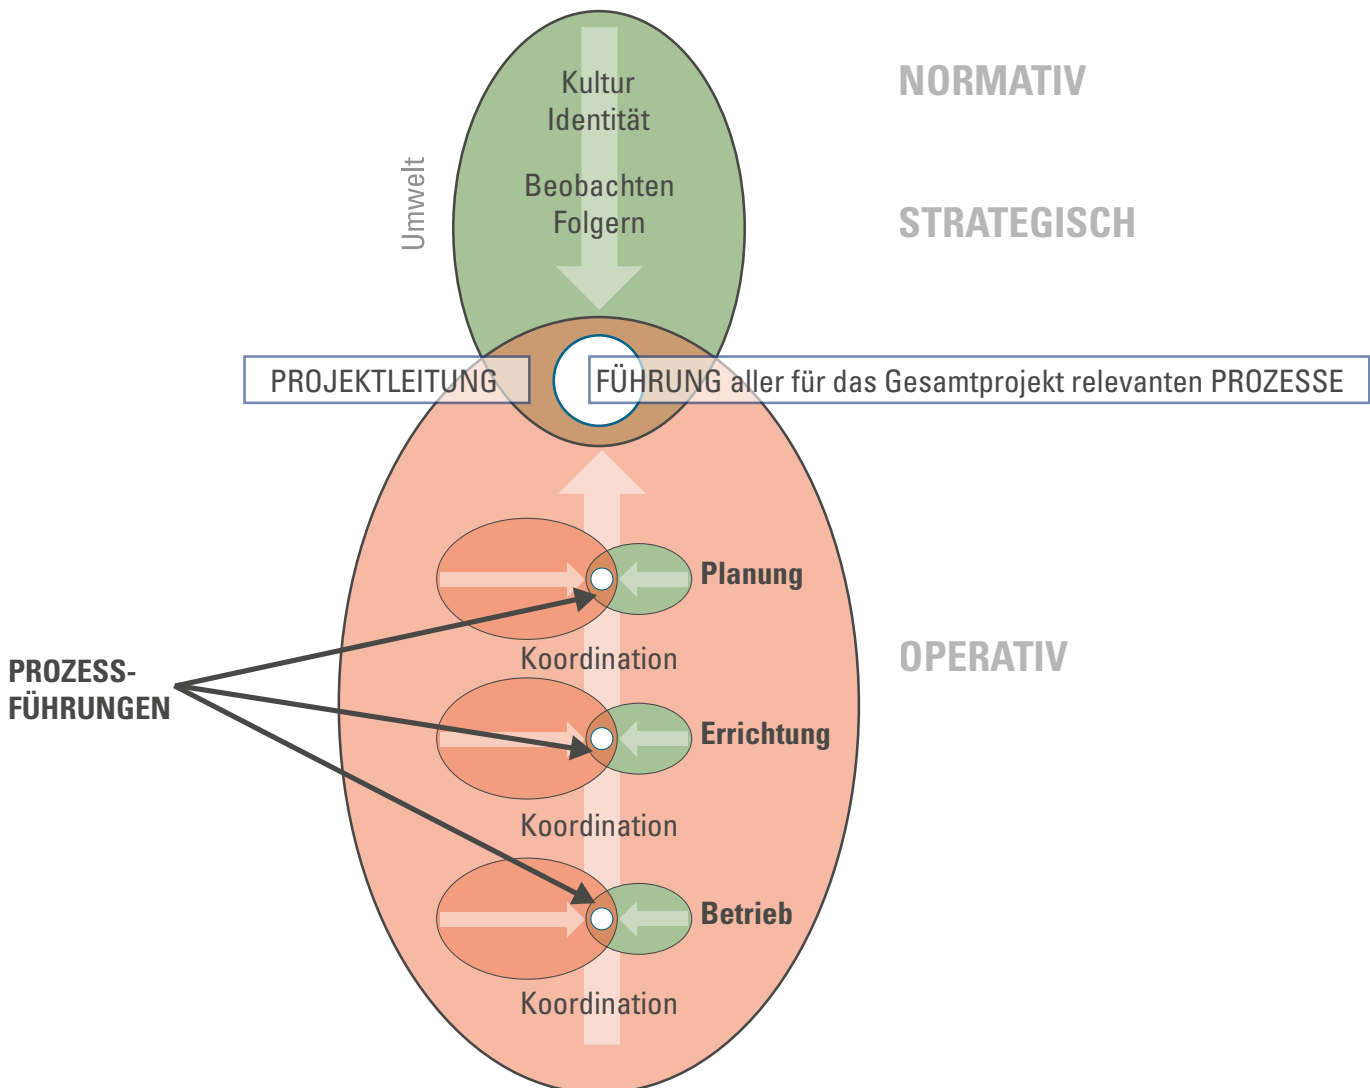 Kultur
Identität
NORMATIV
Umwelt
Beobachten
Folgern
STRATEGISCH
PROJEKTLEITUNG
FÜHRUNG aller für das Gesamtprojekt relevanten PROZESSE
Planung
Koordination
OPERATIV
PROZESS-
FÜHRUNGEN
Errichtung
Koordination
Betrieb
Koordination